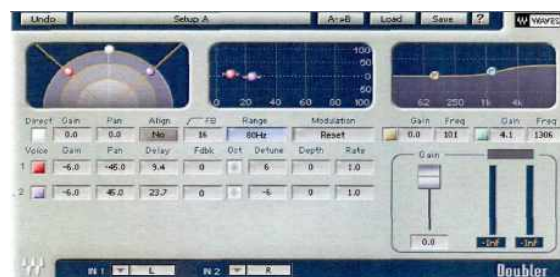 Undo Setup A A->B Load Save ? W WAVES
100
50
0
-50
100
0 20 40 60 80 100
62 250 1k 4k
Direct Gain Pan Align FB Range Modulation Gain Freq Gain Freq
0.0 0.0 No 16 80Hz Reset 0.0 101 4.1 1306
Voice Gain Pan Delay Fdbk Oct Detune Depth Rate Gain
1 -6.0 -45.0 9.4 0 6 0 1.0
2 -6.0 45.0 23.7 0 -6 0 1.0
0.0 -Inf -Inf
IN 1 L IN 2 R Doubler